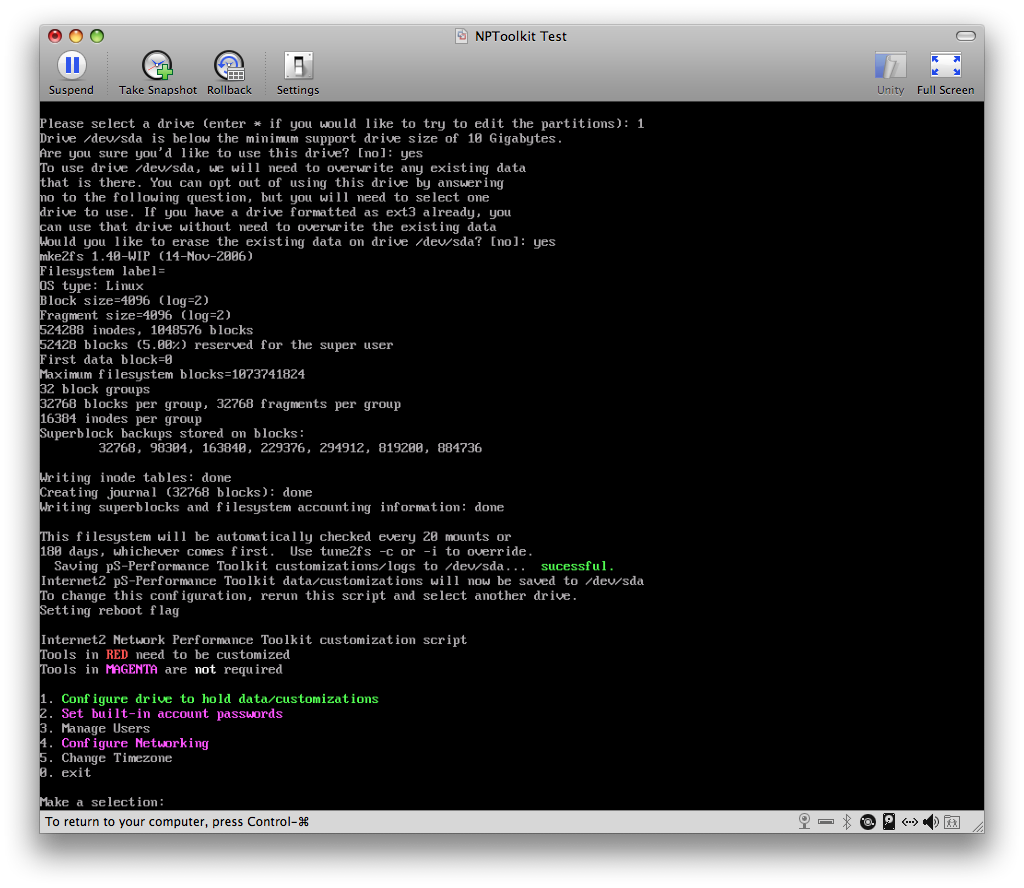 NPToolkit Test
Suspend Take Snapshot Rollback Settings Unity Full Screen
Please select a drive (enter * if you would like to try to edit the partitions): 1
Drive /dev/sda is below the minimum support drive size of 10 Gigabytes.
Are you sure you'd like to use this drive? [no]: yes
To use drive /dev/sda, we will need to overwrite any existing data
that is there. You can opt out of using this drive by answering
no to the following question, but you will need to select one
drive to use. If you have a drive formatted as ext3 already, you
can use that drive without need to overwrite the existing data
Would you like to erase the existing data on drive /dev/sda? [no]: yes
mke2fs 1.40-WIP (14-Nov-2006)
Filesystem label=
OS type: Linux
Block size=4096 (log=2)
Fragment size=4096 (log=2)
524288 inodes, 1048576 blocks
52428 blocks (5.00%) reserved for the super user
First data block=0
Maximum filesystem blocks=1073741824
32 block groups
32768 blocks per group, 32768 fragments per group
16384 inodes per group
Superblock backups stored on blocks:
32768, 98304, 163840, 229376, 294912, 819200, 884736
Writing inode tables: done
Creating journal (32768 blocks): done
Writing superblocks and filesystem accounting information: done
This filesystem will be automatically checked every 20 mounts or
180 days, whichever comes first.  Use tune2fs -c or -i to override.
Saving pS-Performance Toolkit customizations/logs to /dev/sda...  sucessful.
Internet2 pS-Performance Toolkit data/customizations will now be saved to /dev/sda
To change this configuration, rerun this script and select another drive.
Setting reboot flag
Internet2 Network Performance Toolkit customization script
Tools in RED need to be customized
Tools in MAGENTA are not required
1. Configure drive to hold data/customizations
2. Set built-in account passwords
3. Manage Users
4. Configure Networking
5. Change Timezone
0. exit
Make a selection:
To return to your computer, press Control-⌘